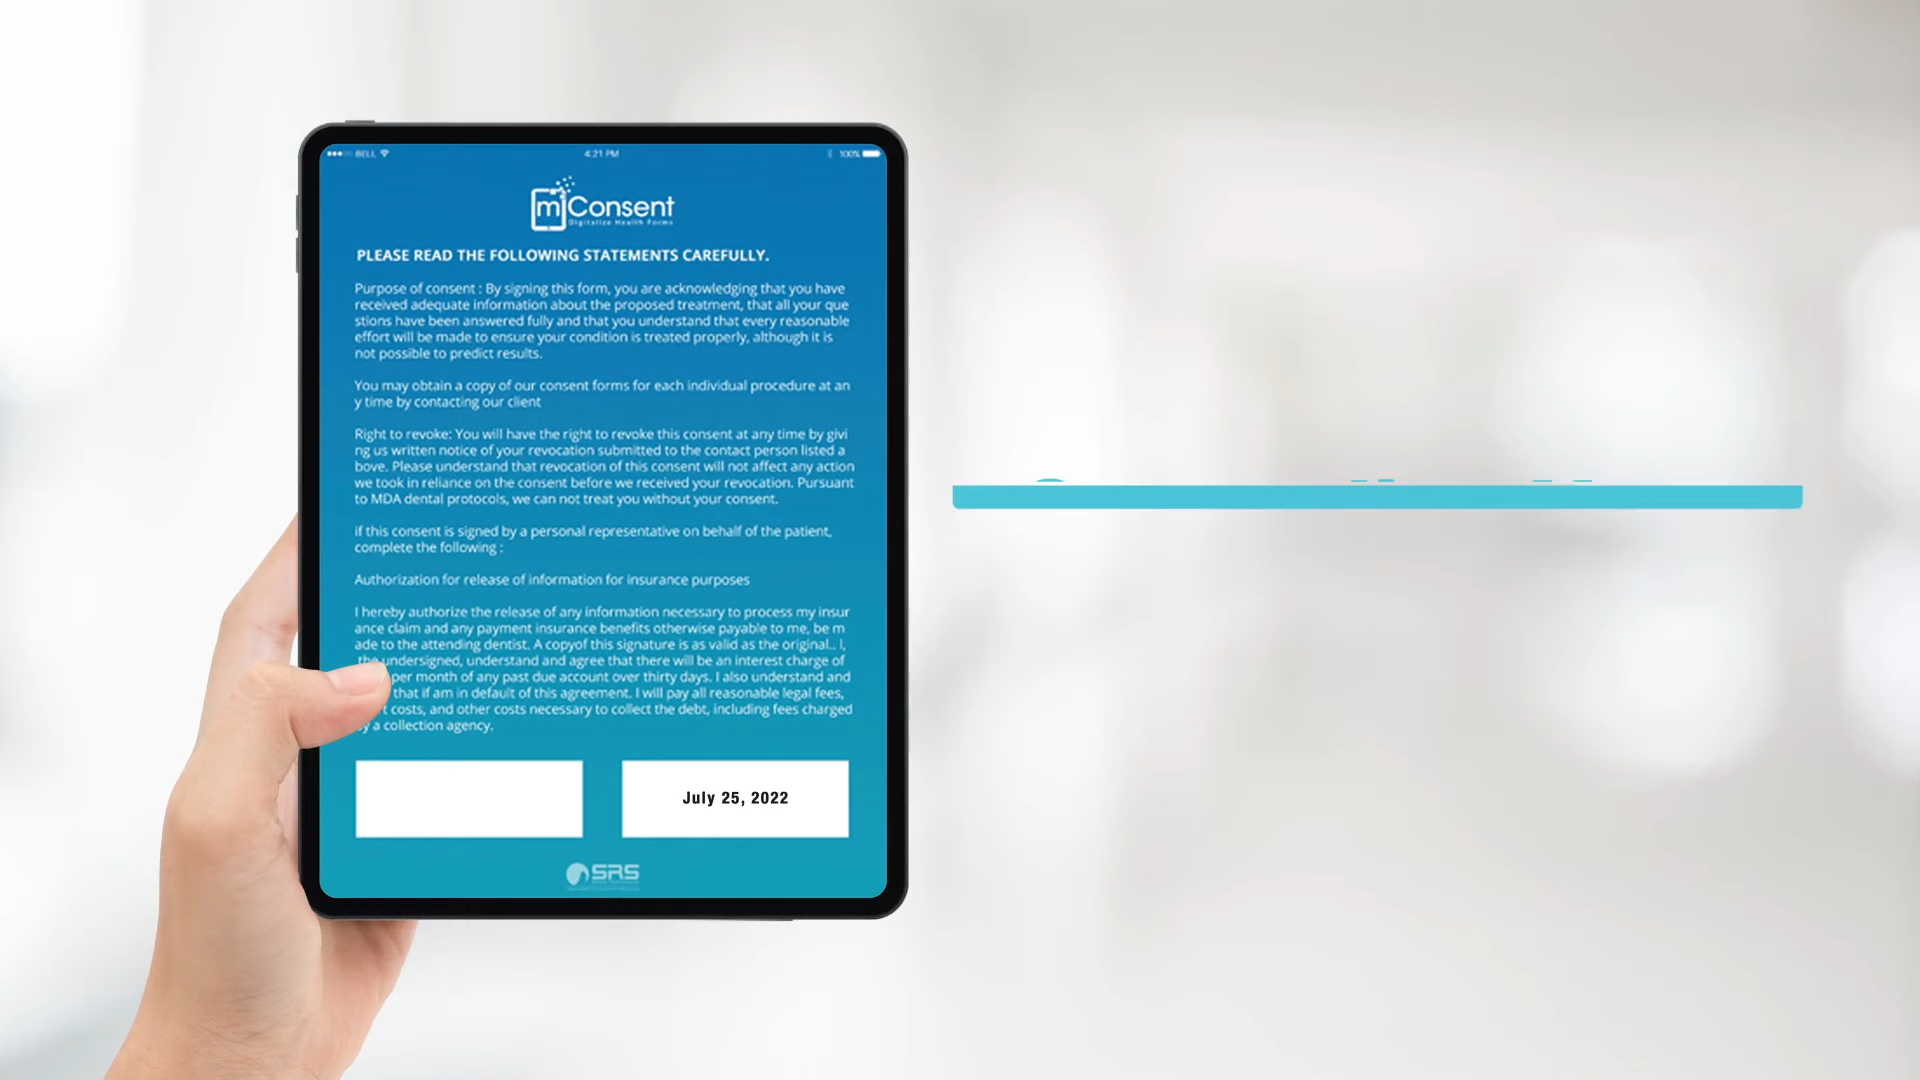 BELL
4:21 PM
100%
mConsent
Digitalize Health Forms
PLEASE READ THE FOLLOWING STATEMENTS CAREFULLY.
Purpose of consent : By signing this form, you are acknowledging that you have
received adequate information about the proposed treatment, that all your que
stions have been answered fully and that you understand that every reasonable
effort will be made to ensure your condition is treated properly, although it is
not possible to predict results.
You may obtain a copy of our consent forms for each individual procedure at an
y time by contacting our client
Right to revoke: You will have the right to revoke this consent at any time by givi
ng us written notice of your revocation submitted to the contact person listed a
bove. Please understand that revocation of this consent will not affect any action
we took in reliance on the consent before we received your revocation. Pursuant
to MDA dental protocols, we can not treat you without your consent.
if this consent is signed by a personal representative on behalf of the patient,
complete the following :
Authorization for release of information for insurance purposes
I hereby authorize the release of any information necessary to process my insur
ance claim and any payment insurance benefits otherwise payable to me, be m
ade to the attending dentist. A copyof this signature is as valid as the original.. I,
the undersigned, understand and agree that there will be an interest charge of
per month of any past due account over thirty days. I also understand and
that if am in default of this agreement. I will pay all reasonable legal fees,
costs, and other costs necessary to collect the debt, including fees charged
a collection agency.
July 25, 2022
SRS